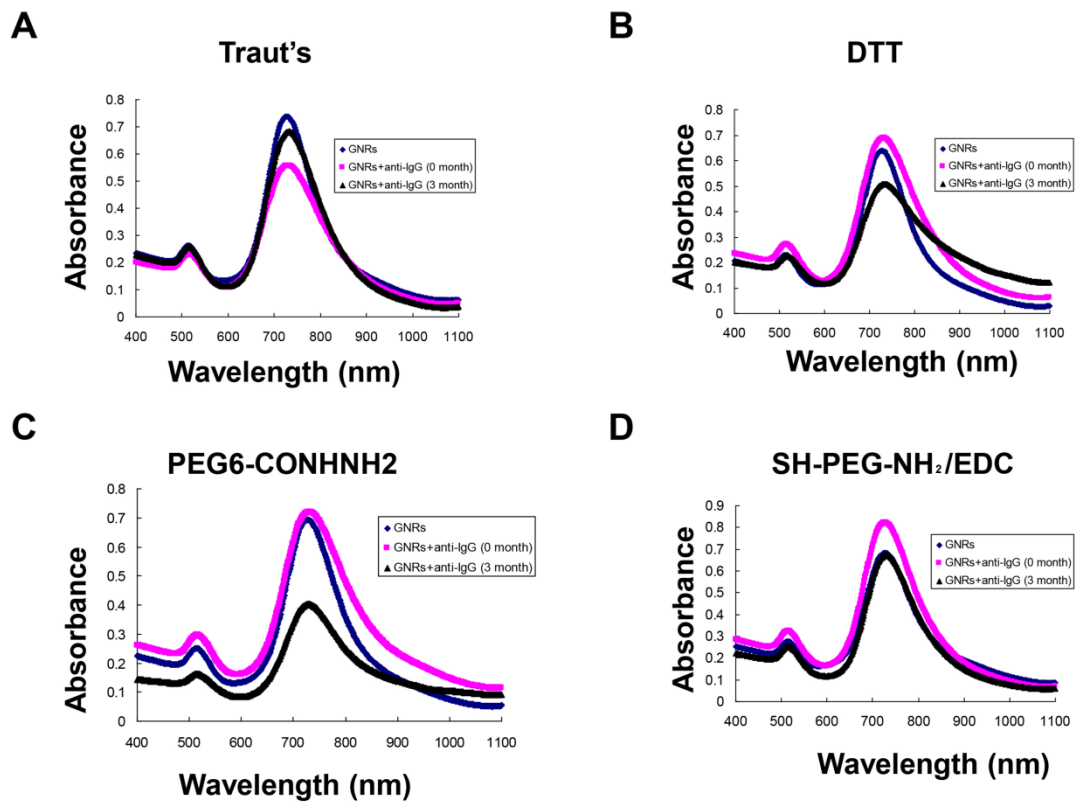 A
Traut's
Absorbance
0.8
0.7
0.6
0.5
0.4
0.3
0.2
0.1
0
400 500 600 700 800 900 1000 1100
GNRs
GNRs+anti-IgG (0 month)
GNRs+anti-IgG (3 month)
Wavelength (nm)
B
DTT
Absorbance
0.8
0.7
0.6
0.5
0.4
0.3
0.2
0.1
0
400 500 600 700 800 900 1000 1100
GNRs
GNRs+anti-IgG (0 month)
GNRs+anti-IgG (3 month)
Wavelength (nm)
C
PEG6-CONHNH2
Absorbance
0.8
0.7
0.6
0.5
0.4
0.3
0.2
0.1
0
400 500 600 700 800 900 1000 1100
GNRs
GNRs+anti-IgG (0 month)
GNRs+anti-IgG (3 month)
Wavelength (nm)
D
SH-PEG-NH₂/EDC
Absorbance
0.9
0.8
0.7
0.6
0.5
0.4
0.3
0.2
0.1
0
400 500 600 700 800 900 1000 1100
GNRs
GNRs+anti-IgG (0 month)
GNRs+anti-IgG (3 month)
Wavelength (nm)